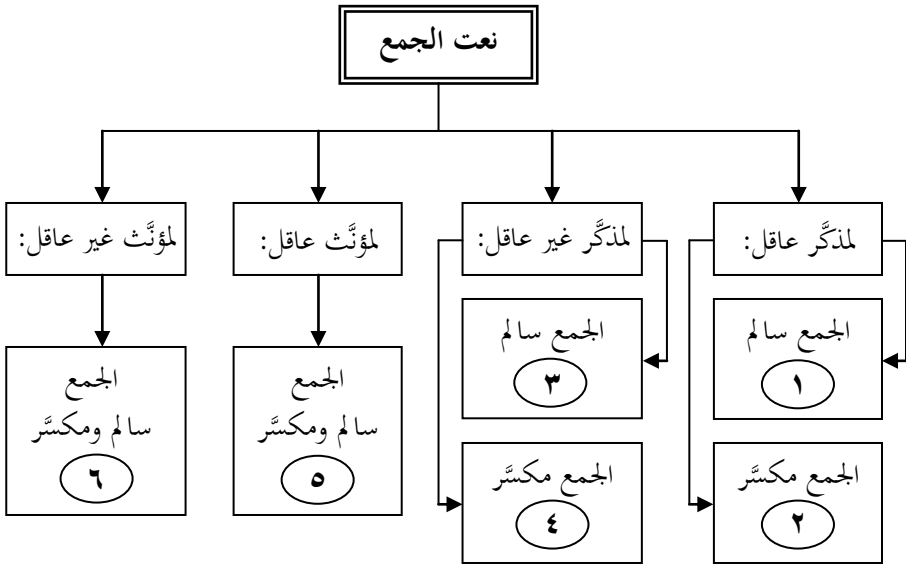 نعت الجمع
لمذكَّر عاقل:
الجمع سالم
١
الجمع مكسَّر
٢
لمذكَّر غير عاقل:
الجمع سالم
٣
الجمع مكسَّر
٤
لمؤنَّث عاقل:
الجمع
سالم ومكسَّر
٥
لمؤنَّث غير عاقل:
الجمع
سالم ومكسَّر
٦